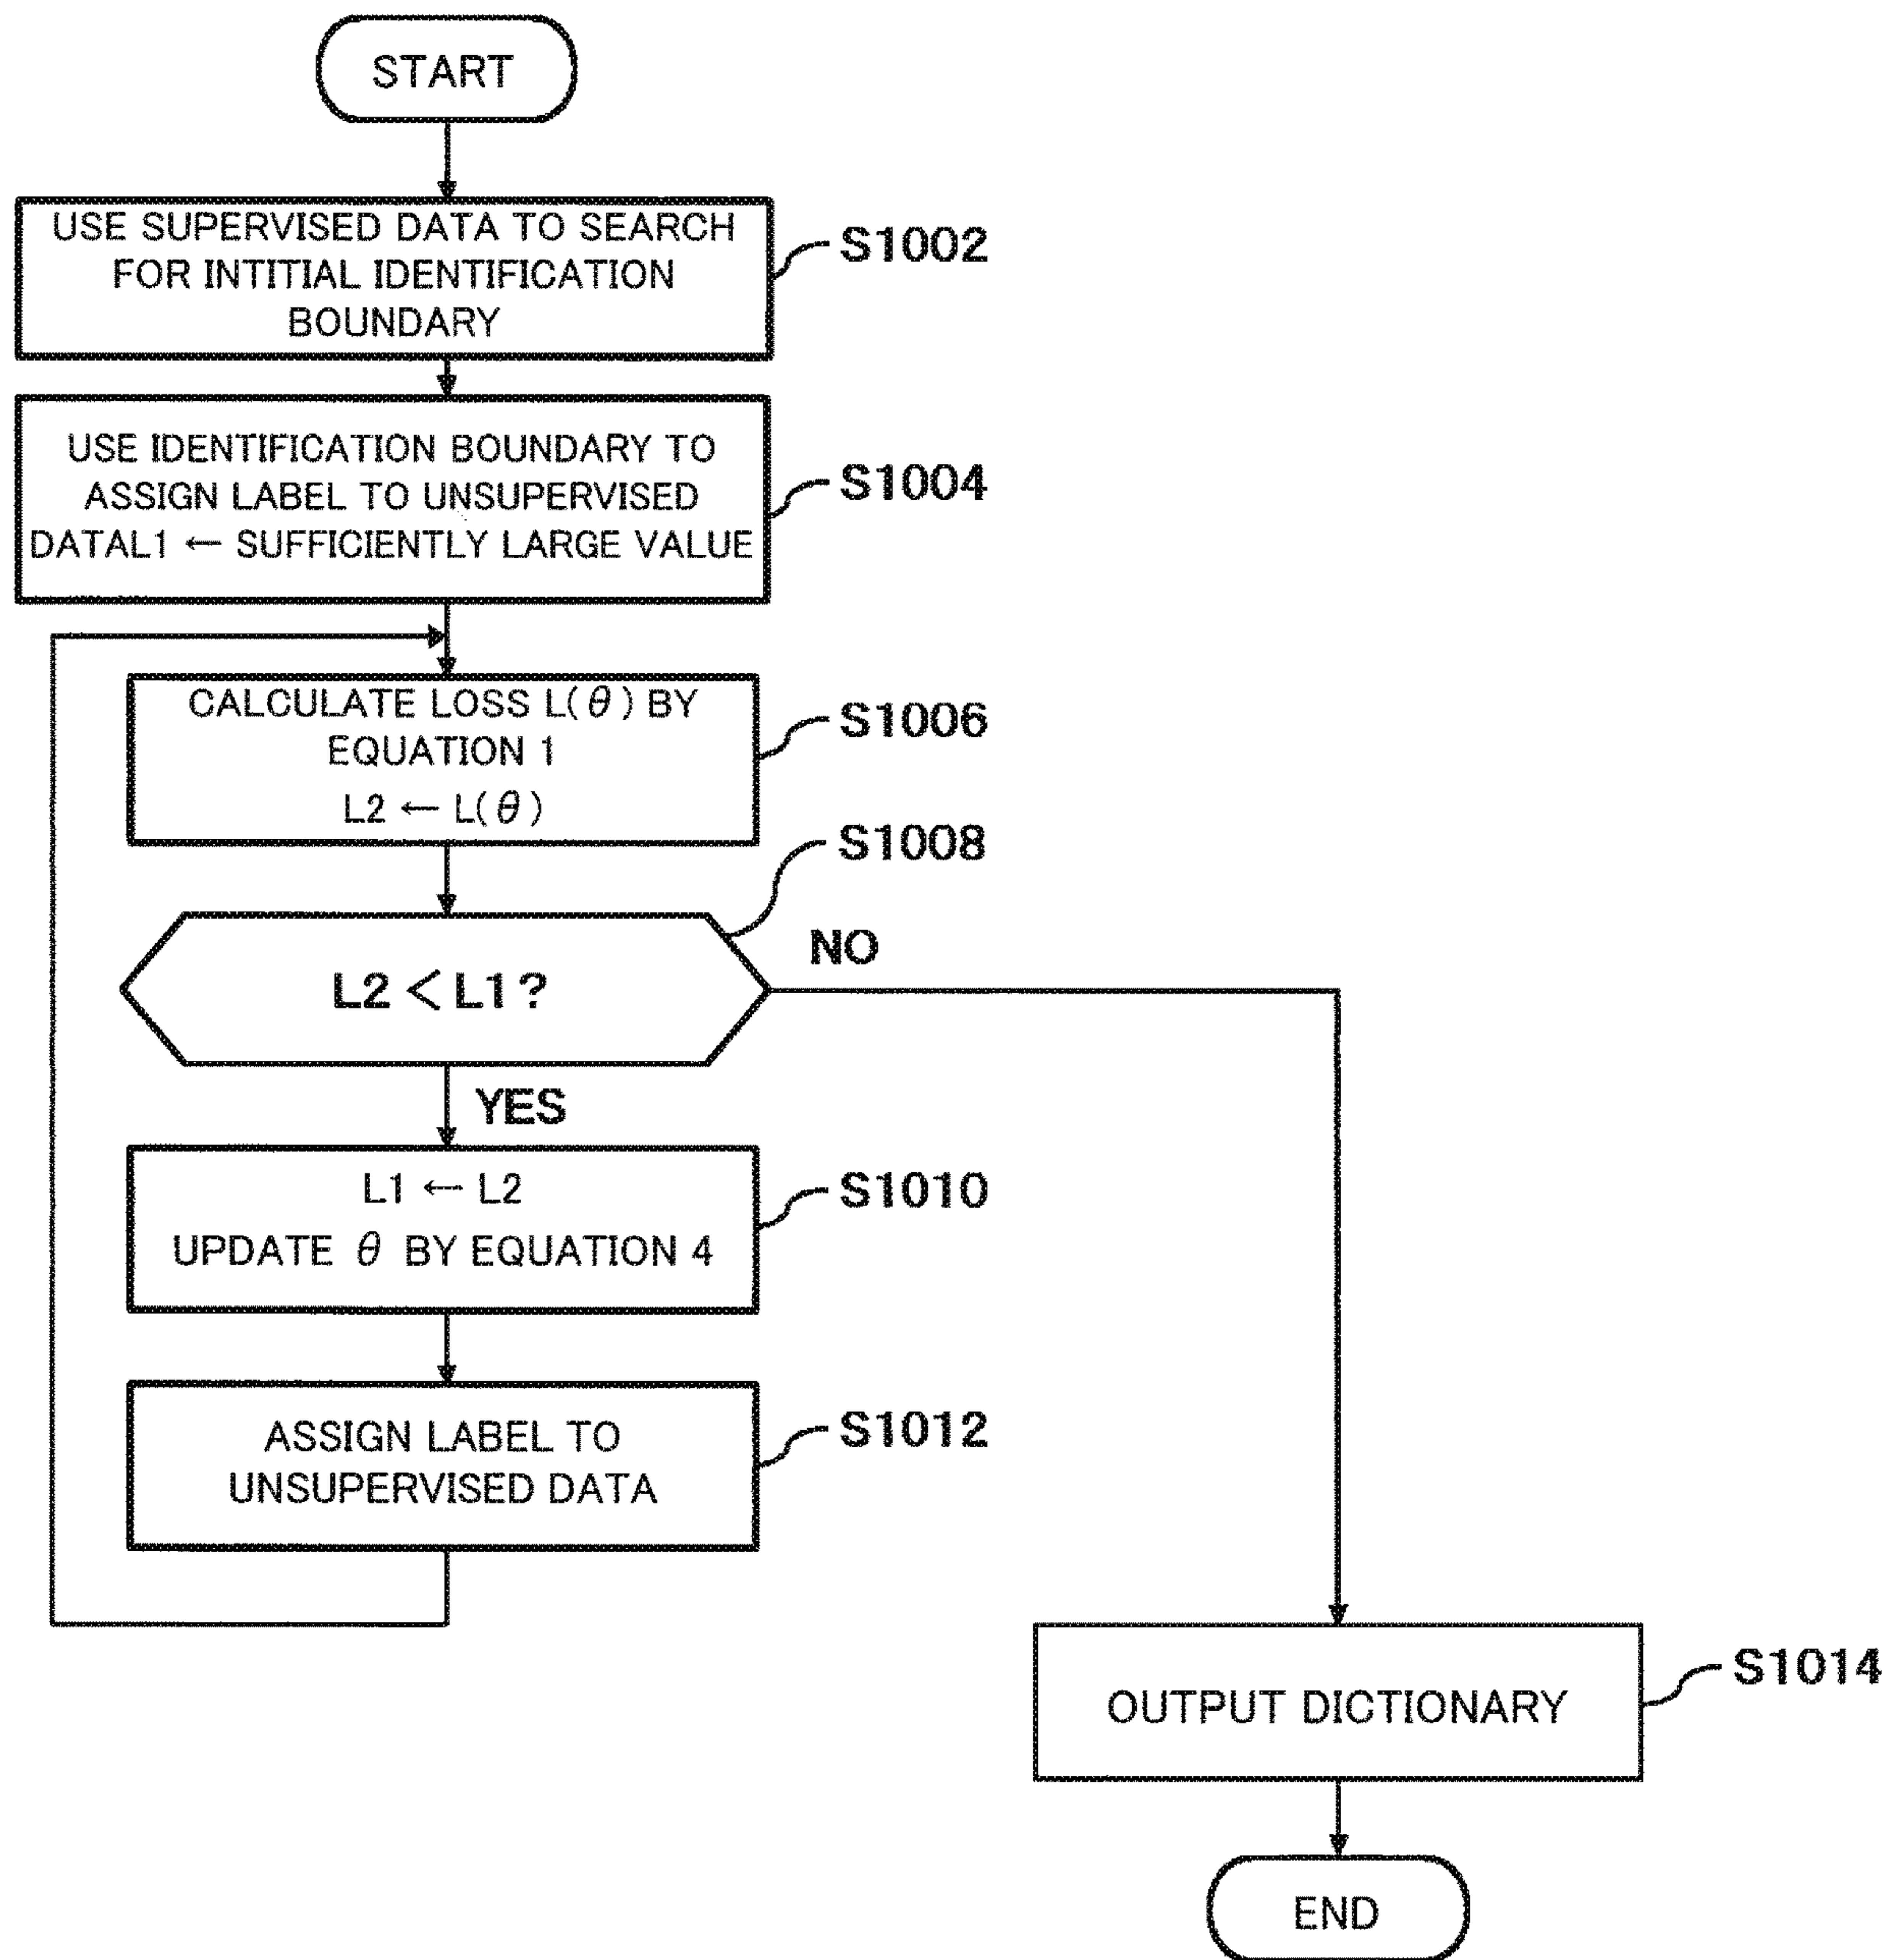 START
USE SUPERVISED DATA TO SEARCH
FOR INTITIAL IDENTIFICATION
BOUNDARY
S1002
USE IDENTIFICATION BOUNDARY TO
ASSIGN LABEL TO UNSUPERVISED
DATAL1 ← SUFFICIENTLY LARGE VALUE
S1004
CALCULATE LOSS L(θ) BY
EQUATION 1
L2 ← L(θ)
S1006
S1008
L2 < L1?
NO
YES
L1 ← L2
UPDATE θ BY EQUATION 4
S1010
ASSIGN LABEL TO
UNSUPERVISED DATA
S1012
OUTPUT DICTIONARY
S1014
END